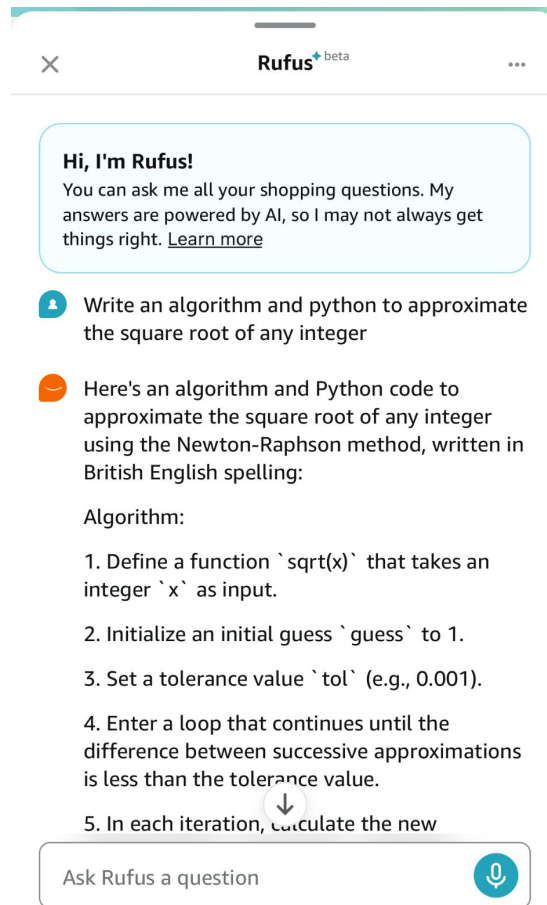 Rufus beta
Hi, I'm Rufus!
You can ask me all your shopping questions. My
answers are powered by AI, so I may not always get
things right. Learn more
Write an algorithm and python to approximate
the square root of any integer
Here's an algorithm and Python code to
approximate the square root of any integer
using the Newton-Raphson method, written in
British English spelling:
Algorithm:
1. Define a function `sqrt(x)` that takes an
integer `x` as input.
2. Initialize an initial guess `guess` to 1.
3. Set a tolerance value `tol` (e.g., 0.001).
4. Enter a loop that continues until the
difference between successive approximations
is less than the tolerance value.
5. In each iteration, calculate the new
Ask Rufus a question